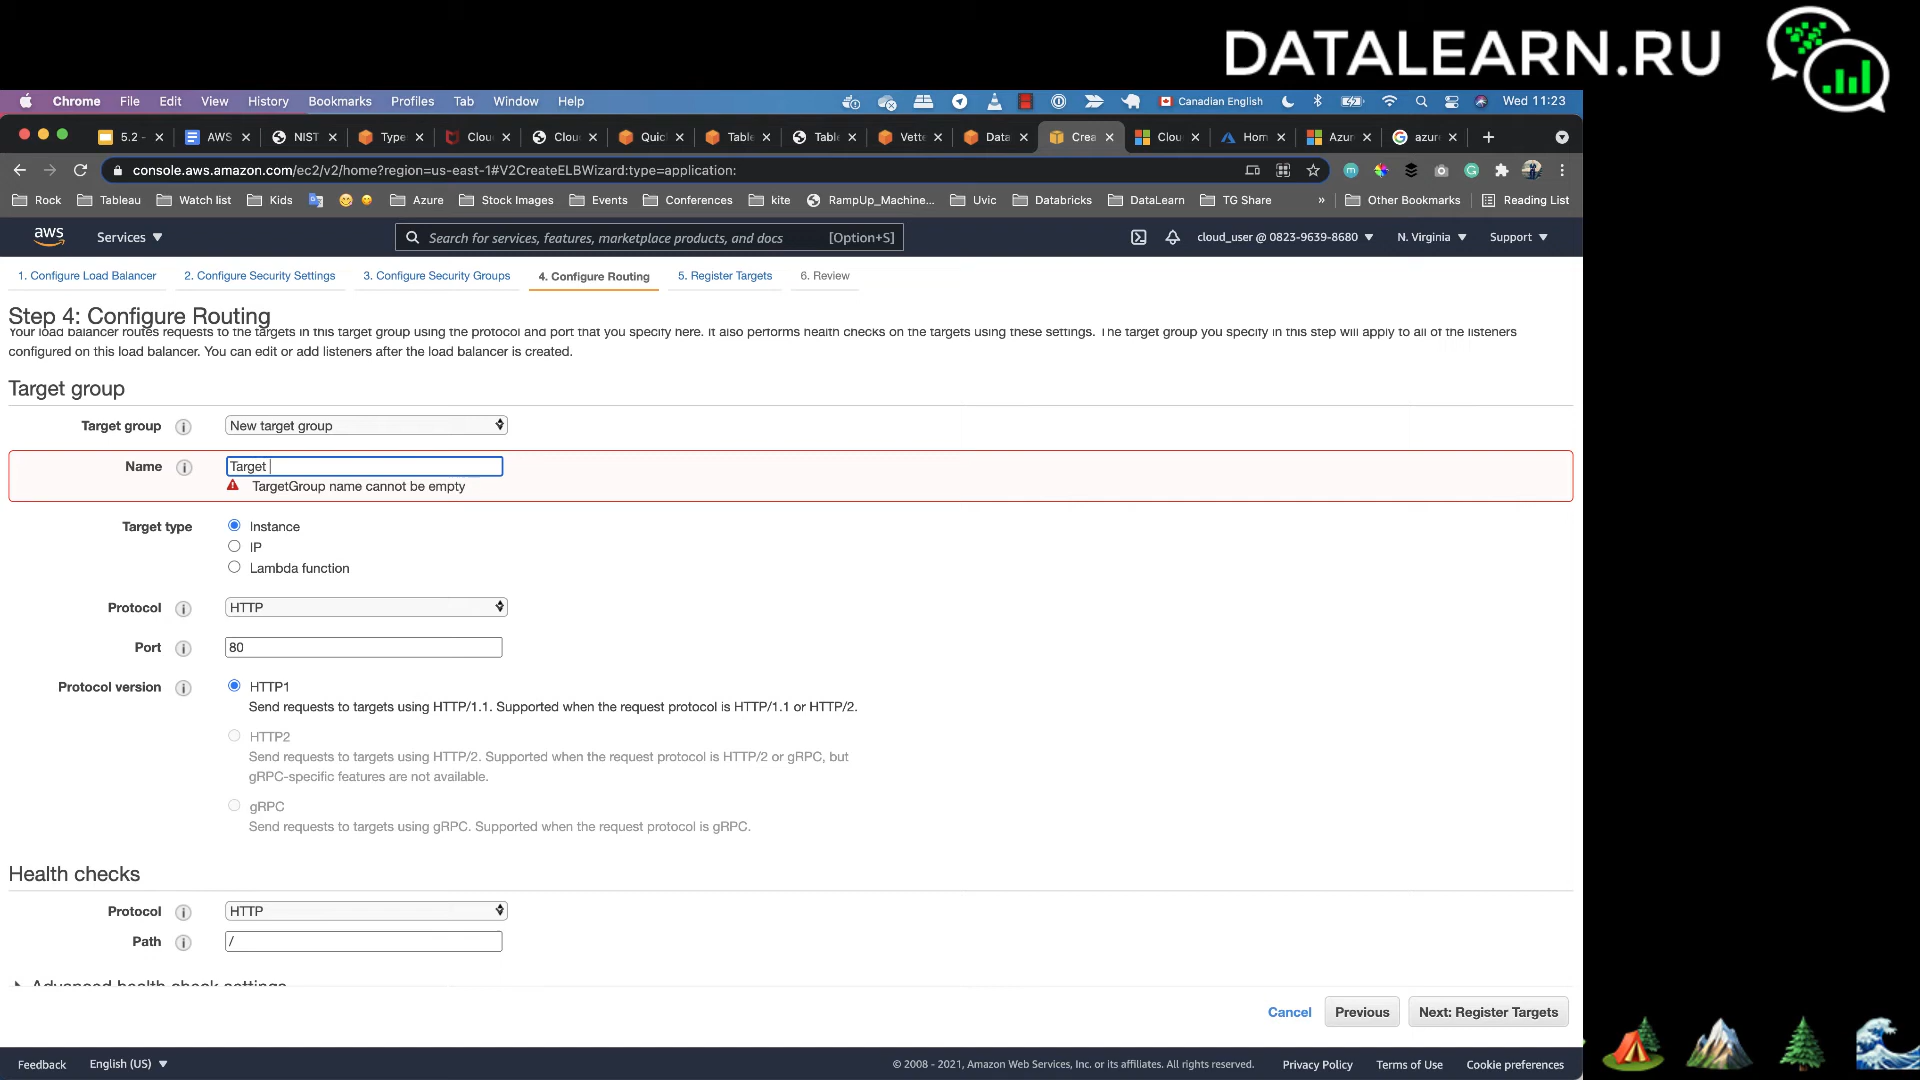 DATALEARN.RU
Chrome File Edit View History Bookmarks Profiles Tab Window Help Canadian English Wed 11:23
5.2 - AWS NIST Type Clou Clou Quic Table Table Vette Data Crea Clou Hom Azur azure
console.aws.amazon.com/ec2/v2/home?region=us-east-1#V2CreateELBWizard:type=application:
Rock Tableau Watch list Kids Azure Stock Images Events Conferences kite RampUp_Machine... Uvic Databricks DataLearn TG Share » Other Bookmarks Reading List
aws Services Search for services, features, marketplace products, and docs [Option+S] cloud_user @ 0823-9639-8680 N. Virginia Support
1. Configure Load Balancer 2. Configure Security Settings 3. Configure Security Groups 4. Configure Routing 5. Register Targets 6. Review
Step 4: Configure Routing
Your load balancer routes requests to the targets in this target group using the protocol and port that you specify here. It also performs health checks on the targets using these settings. The target group you specify in this step will apply to all of the listeners
configured on this load balancer. You can edit or add listeners after the load balancer is created.
Target group
Target group New target group
Name Target
TargetGroup name cannot be empty
Target type Instance
IP
Lambda function
Protocol HTTP
Port 80
Protocol version HTTP1
Send requests to targets using HTTP/1.1. Supported when the request protocol is HTTP/1.1 or HTTP/2.
HTTP2
Send requests to targets using HTTP/2. Supported when the request protocol is HTTP/2 or gRPC, but
gRPC-specific features are not available.
gRPC
Send requests to targets using gRPC. Supported when the request protocol is gRPC.
Health checks
Protocol HTTP
Path /
Advanced health check settings
Cancel Previous Next: Register Targets
Feedback English (US) © 2008 - 2021, Amazon Web Services, Inc. or its affiliates. All rights reserved. Privacy Policy Terms of Use Cookie preferences